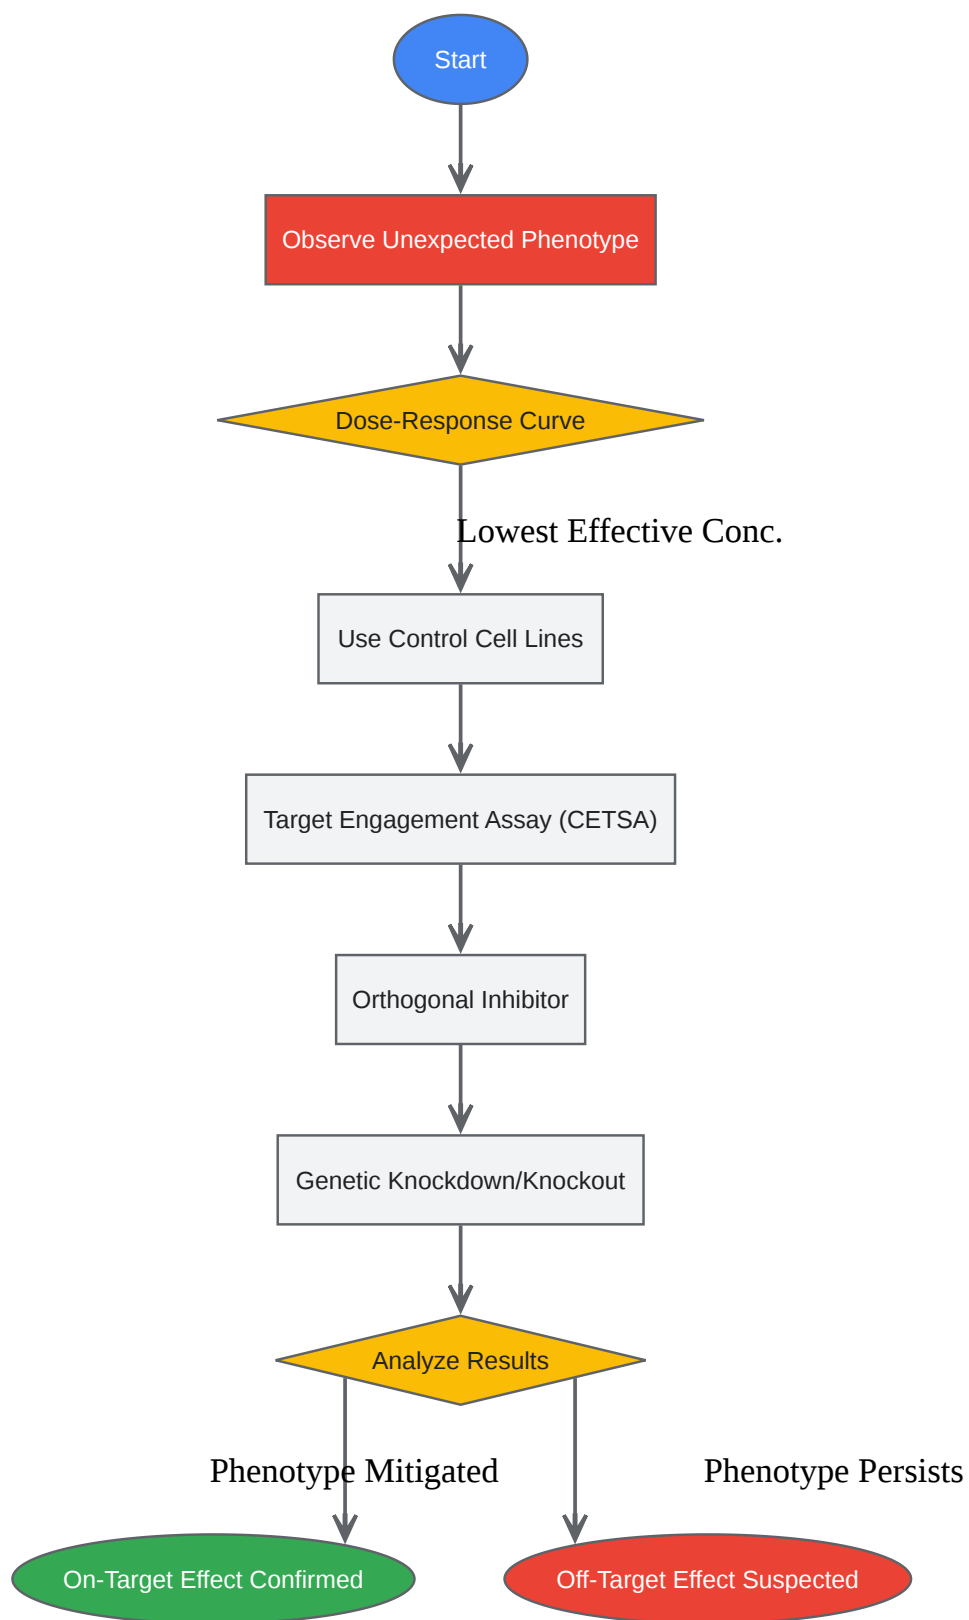 Start
Observe Unexpected Phenotype
Dose-Response Curve
Lowest Effective Conc.
Use Control Cell Lines
Target Engagement Assay (CETSA)
Orthogonal Inhibitor
Genetic Knockdown/Knockout
Analyze Results
Phenotype Mitigated
Phenotype Persists
On-Target Effect Confirmed
Off-Target Effect Suspected